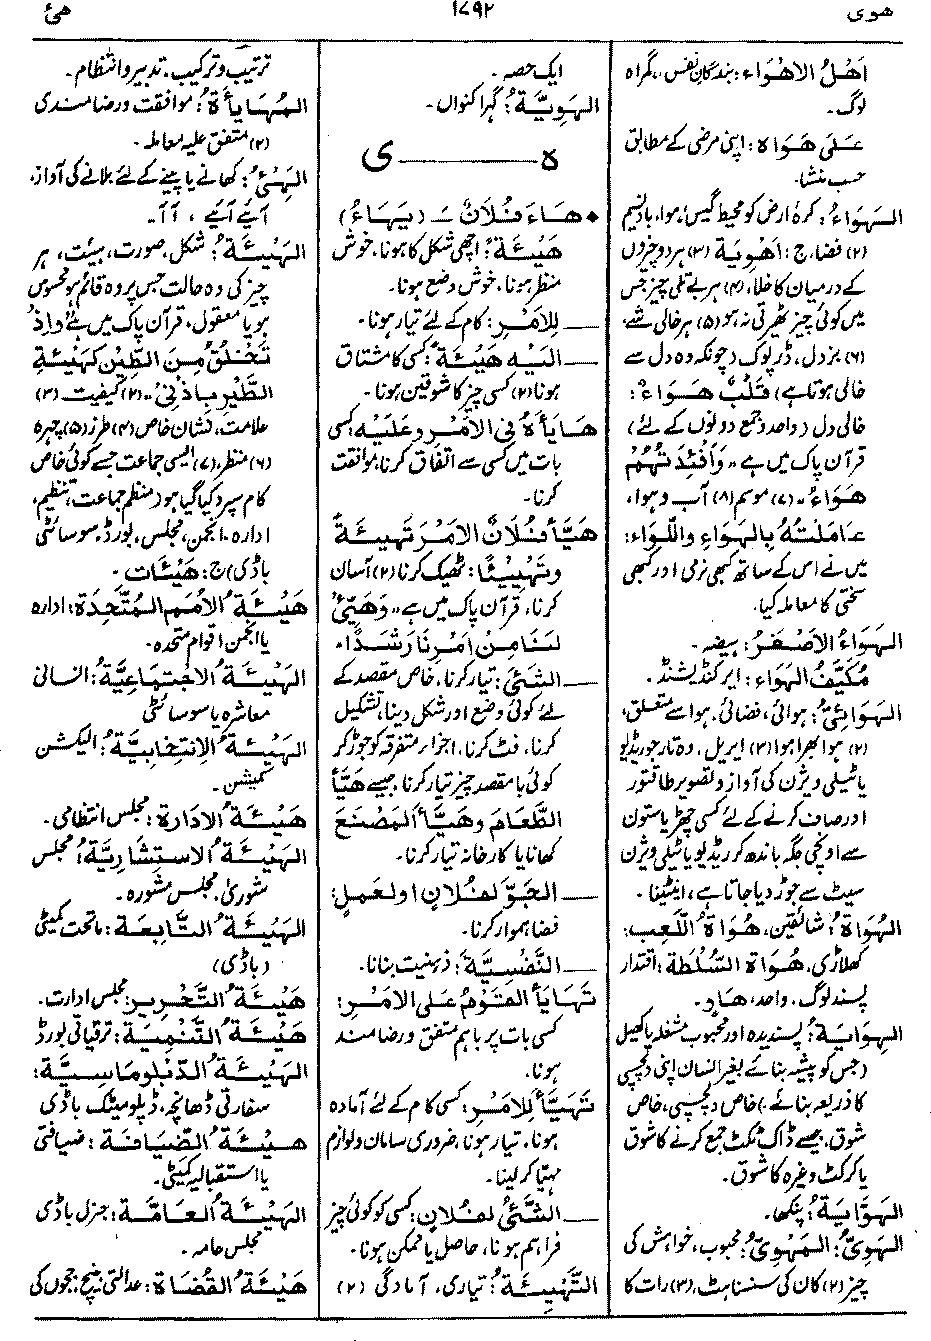 ھوی
۱۷۹۲
ھئ
اَهْلُ الاَهْوَاء: بندگانِ نفس، گمراہ
لوگ۔
عَلَىٰ هَوَاهُ: اپنی مرضی کے مطابق
حسب منشا۔
الهَوَاءُ: کرۂ ارض کو محیط گیس، ہوا، بادِ نسیم
(۲) فضا، ج: اَهْوِيَة (۳) ہر دو چیزوں
کے درمیان کا خلا، (۴) ہر بے تلی چیز جس
میں کوئی چیز ٹھیرتی نہ ہو (۵) ہر خالی شے،
(۶) بزدل، ڈرپوک (چونکہ وہ دل سے
خالی ہوتا ہے) قَلْبٌ هَوَاءٌ:
خالی دل (واحد و جمع دونوں کے لئے)
قرآن پاک میں ہے "وَاَفْئِدَتُهُمْ
هَوَاءٌ"۔ (۷) موسم (۸) آب و ہوا،
عَامَلْتُهُ بِالهَوَاءِ وَاللِّوَاءِ:
میں نے اس کے ساتھ کبھی نرمی اور کبھی
سختی کا معاملہ کیا۔
الهَوَاءُ الاَصْفَرُ: ہیضہ۔
مُكَيِّفُ الهَوَاءِ: ایرکنڈیشنڈ۔
الهَوَائِيُّ: ہوائی، فضائی، ہوا سے متعلق،
(۲) ہوا بھرا ہوا (۳) ایریل، وہ تار جو ریڈیو
یا ٹیلی ویژن کی آواز و تصویر طاقتور
اور صاف کرنے کے لئے کسی چھڑ یا ستون
سے اونچی جگہ باندھ کر ریڈیو یا ٹیلی ویژن
سیٹ سے جوڑ دیا جاتا ہے، اینٹینا۔
الهُوَاةُ: شائقین، هُوَاةُ اللَّعِب:
کھلاڑی، هُوَاةُ السُّلْطَة: اقتدار
پسند لوگ۔ واحد، هَاوٍ۔
الهِوَايَةُ: پسندیدہ اور محبوب مشغلہ یا کھیل
(جس کو پیشہ بنائے بغیر انسان اپنی دلچسپی
کا ذریعہ بنائے۔) خاص دلچسپی، خاص
شوق، جیسے ڈاک ٹکٹ جمع کرنے کا شوق
یا کرکٹ وغیرہ کا شوق۔
الهَوَّايَةُ: پنکھا۔
الهَوِيُّ: المَهْوِيُّ: محبوب، خواہش کی
چیز (۲) کان کی سنسناہٹ، (۳) رات کا
ایک حصہ۔
الهَوِيَّةُ: گہرا کنواں۔
ه ——— ی
• هَاءَ فُلَانٌ ـَـ (يَهَاءُ)
هَيْئَةً: اچھی شکل کا ہونا، خوش
منظر ہونا، خوش وضع ہونا۔
— لِلاَمْرِ: کام کے لئے تیار ہونا۔
— اِلَيْهِ هَيْئَةً: کسی کا مشتاق
ہونا (۲) کسی چیز کا شوقین ہونا۔
هَايَأَهُ فِي الاَمْرِ وعَلَيْهِ: کسی
بات میں کسی سے اتفاق کرنا، موافقت
کرنا۔
هَيَّأَ فُلَانٌ الاَمْرَ تَهْيِئَةً
وتَهْيِيْئًا: ٹھیک کرنا (۲) آسان
کرنا، قرآن پاک میں ہے "وَهَيِّئْ
لَنَا مِنْ اَمْرِنَا رَشَدًا"۔
— الشَّئَ: تیار کرنا، خاص مقصد کے
لئے کوئی وضع اور شکل دینا، تشکیل
کرنا، فٹ کرنا، اجزاء متفرقہ کو جوڑ کر
کوئی با مقصد چیز تیار کرنا، جیسے هَيَّأَ
الطَّعَامَ وهَيَّأَ المَصْنَعَ
کھانا یا کارخانہ تیار کرنا۔
— الجَوَّ لِفُلَانٍ او لِعَمَلٍ:
فضا ہموار کرنا۔
— النَّفْسِيَّةَ: ذہنیت بنانا۔
تَهَايَأَ القَوْمُ عَلَى الاَمْرِ:
کسی بات پر باہم متفق و رضامند
ہونا۔
تَهَيَّأَ لِلاَمْرِ: کسی کام کے لئے آمادہ
ہونا، تیار ہونا، ضروری سامان و لوازم
مہیّا کر لینا۔
— الشَّئُ لِفُلَانٍ: کسی کو کوئی چیز
فراہم ہونا، حاصل یا ممکن ہونا۔
التَّهْيِئَةُ: تیاری، آمادگی (۲)
ترتیب و ترکیب، تدبیر و انتظام۔
المُهَايَأَةُ: موافقت و رضامندی
(۲) متفق علیہ معاملہ۔
الهِئُ: کھانے یا پینے کے لئے بلانے کی آواز،
آیئے آیئے، آ آ۔
الهَيْئَةُ: شکل، صورت، ہیئت، ہر
چیز کی وہ حالت جس پر وہ قائم ہو محسوس
ہو یا معقول، قرآن پاک میں ہے "وَاِذْ
تَخْلُقُ مِنَ الطِّيْنِ كَهَيْئَةِ
الطَّيْرِ بِاِذْنِيْ"۔ (۲) کیفیت (۳)
علامت، نشان خاص (۴) طرز (۵) چہرہ
(۶) منظر، (۷) ایسی جماعت جسے کوئی خاص
کام سپرد کیا گیا ہو (منظم جماعت، تنظیم،
ادارہ، انجمن، مجلس، بورڈ، سوسائٹی
باڈی) ج: هَيْئَات۔
هَيْئَةُ الاُمَمِ المُتَّحِدَة: ادارہ
یا انجمن اقوام متحدہ۔
الهَيْئَةُ الاِجْتِمَاعِيَّةُ: انسانی
معاشرہ یا سوسائٹی
الهَيْئَةُ الاِنْتِخَابِيَّةُ: الیکشن
کمیشن۔
هَيْئَةُ الاِدَارَةِ: مجلس انتظامی۔
الهَيْئَةُ الاِسْتِشَارِيَّةُ: مجلس
شوریٰ، مجلس مشورہ۔
الهَيْئَةُ التَّابِعَة: ماتحت کمیٹی
(باڈی)
هَيْئَةُ التَّحْرِيرِ: مجلس ادارت۔
هَيْئَةُ التَّنْمِيَة: ترقیاتی بورڈ
الهَيْئَةُ الدِّبْلُومَاسِيَّة:
سفارتی ڈھانچہ، ڈپلومیٹک باڈی
هَيْئَةُ الضِّيَافَة: ضیافتی
یا استقبالیہ کمیٹی۔
الهَيْئَةُ العَامَّة: جنرل باڈی
مجلس عامہ۔
هَيْئَةُ القُضَاة: عدالتی بینچ، ججوں کی